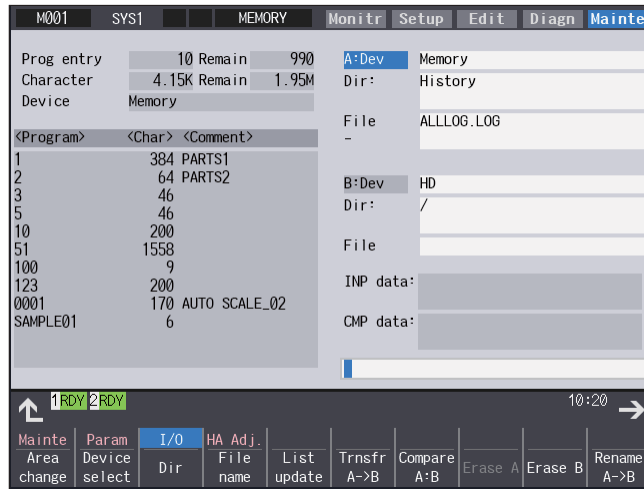 M001 SYS1 MEMORY Monitr Setup Edit Diagn Mainte
Prog entry 10 Remain 990
Character 4.15K Remain 1.95M
Device Memory
<Program> <Char> <Comment>
1 384 PARTS1
2 64 PARTS2
3 46
5 46
10 200
51 1558
100 9
123 200
0001 170 AUTO SCALE_02
SAMPLE01 6
A:Dev Memory
Dir: History
File ALLLOG.LOG
-
B:Dev HD
Dir: /
File
INP data:
CMP data:
1 RDY 2 RDY 10:20
Mainte Param I/O HA Adj.
Area change Device select Dir File name List update Trnsfr A->B Compare A:B Erase A Erase B Rename A->B